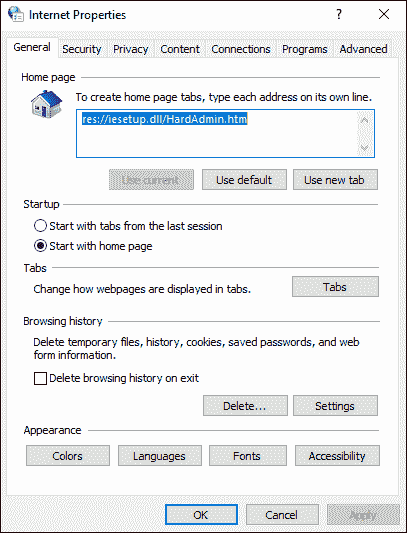 Internet Properties
General Security Privacy Content Connections Programs Advanced
Home page
To create home page tabs, type each address on its own line.
res://iesetup.dll/HardAdmin.htm
Use current Use default Use new tab
Startup
Start with tabs from the last session
Start with home page
Tabs
Change how webpages are displayed in tabs. Tabs
Browsing history
Delete temporary files, history, cookies, saved passwords, and web
form information.
Delete browsing history on exit
Delete... Settings
Appearance
Colors Languages Fonts Accessibility
OK Cancel Apply